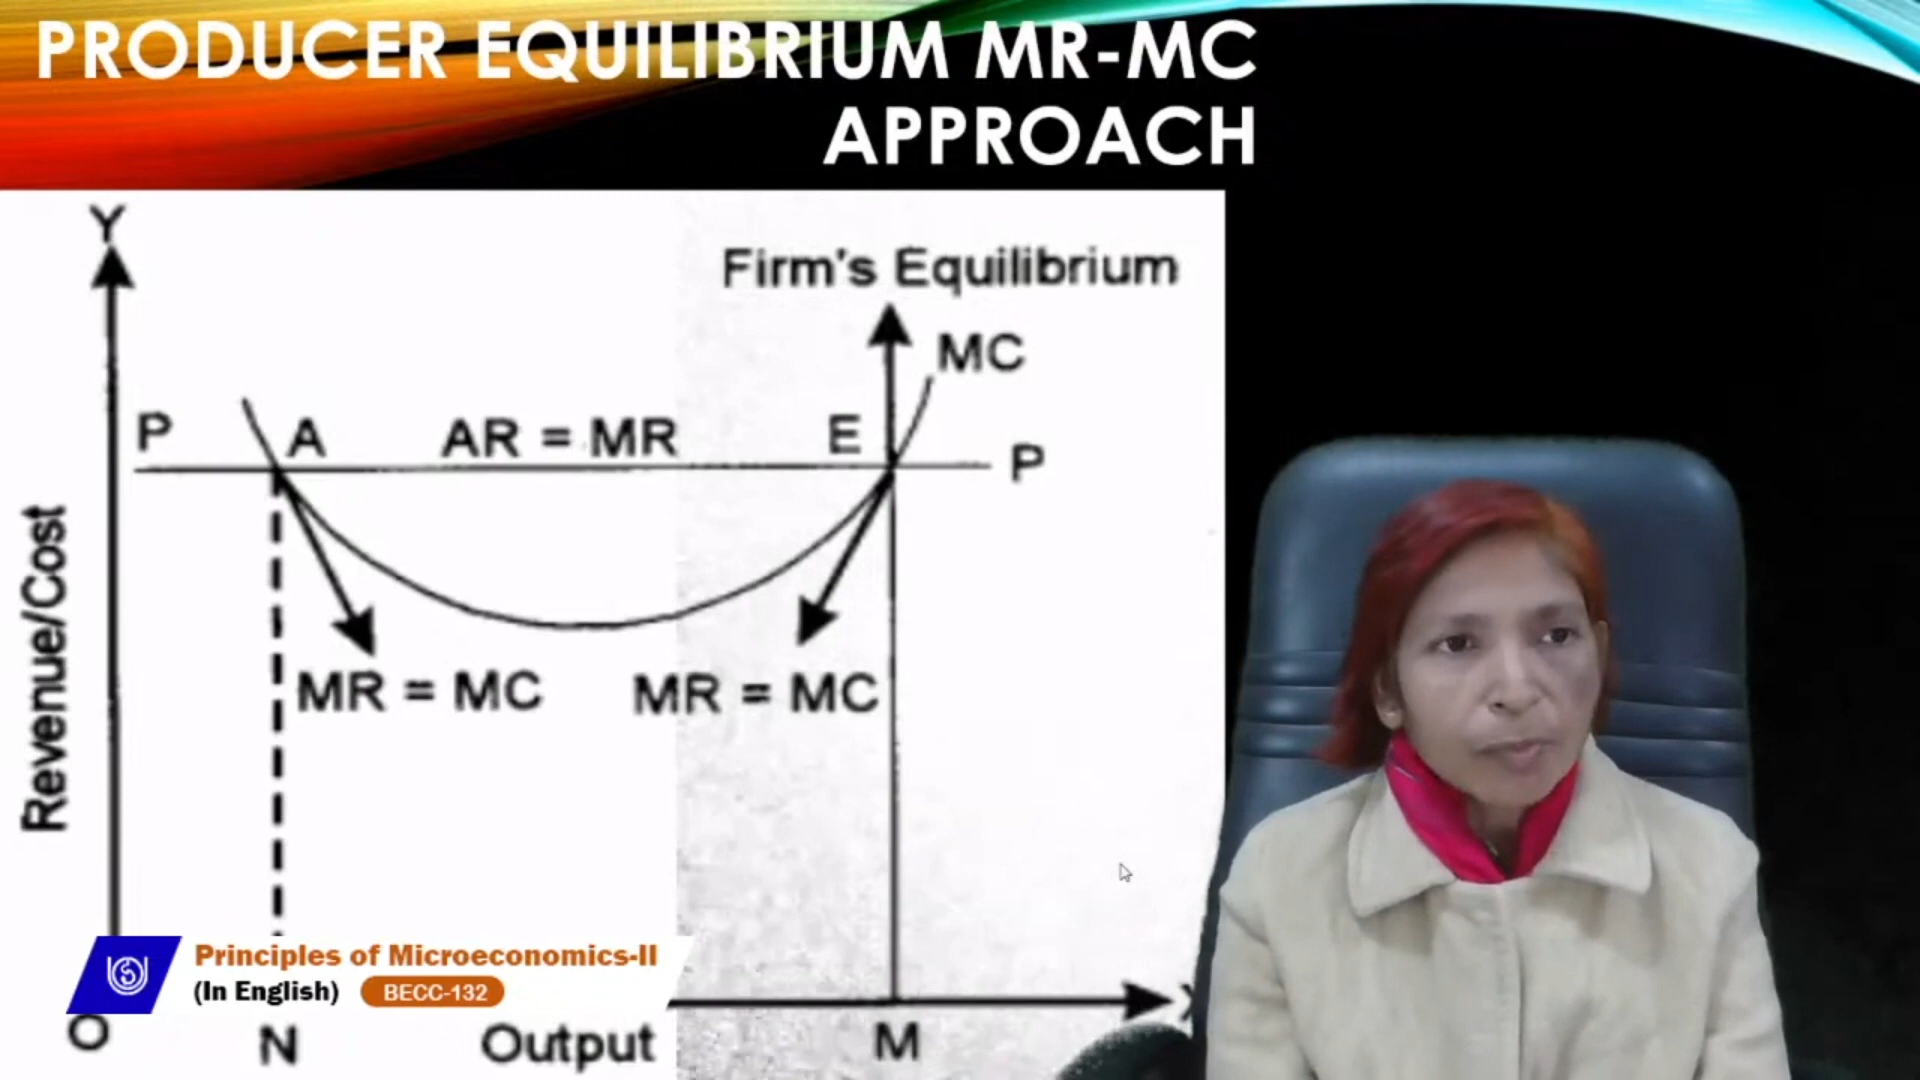 PRODUCER EQUILIBRIUM MR-MC
APPROACH
Y
Firm's Equilibrium
MC
P
A
AR = MR
E
P
Revenue/Cost
MR = MC
MR = MC
Principles of Microeconomics-II
(In English)
BECC-132
O
N
Output
M